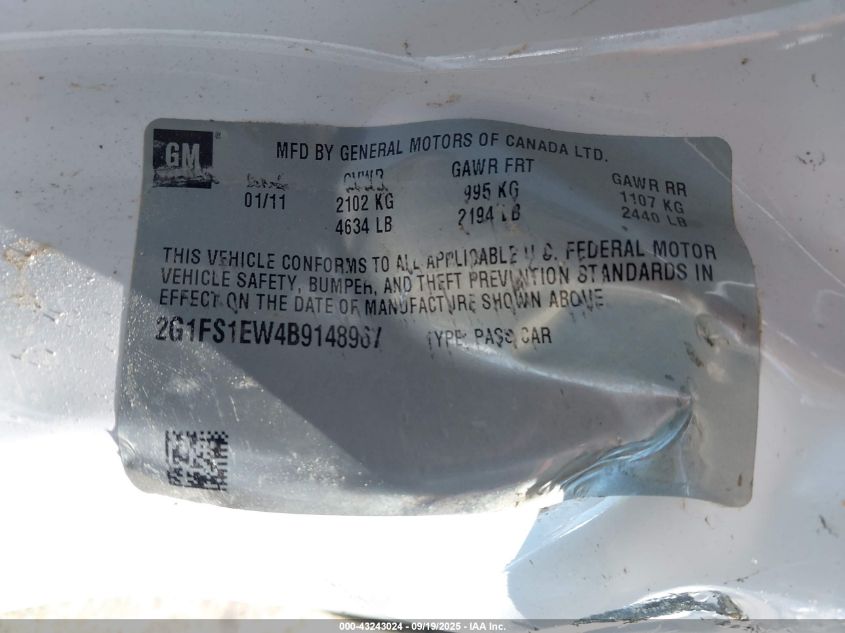 GM
MFD BY GENERAL MOTORS OF CANADA LTD.
GVWR GAWR FRT GAWR RR
01/11 2102 KG 995 KG 1107 KG
4634 LB 2194 LB 2440 LB
THIS VEHICLE CONFORMS TO ALL APPLICABLE U.S. FEDERAL MOTOR
VEHICLE SAFETY, BUMPER, AND THEFT PREVENTION STANDARDS IN
EFFECT ON THE DATE OF MANUFACTURE SHOWN ABOVE.
2G1FS1EW4B9148967 TYPE: PASS CAR
000-43243024 - 09/19/2025 - IAA Inc.